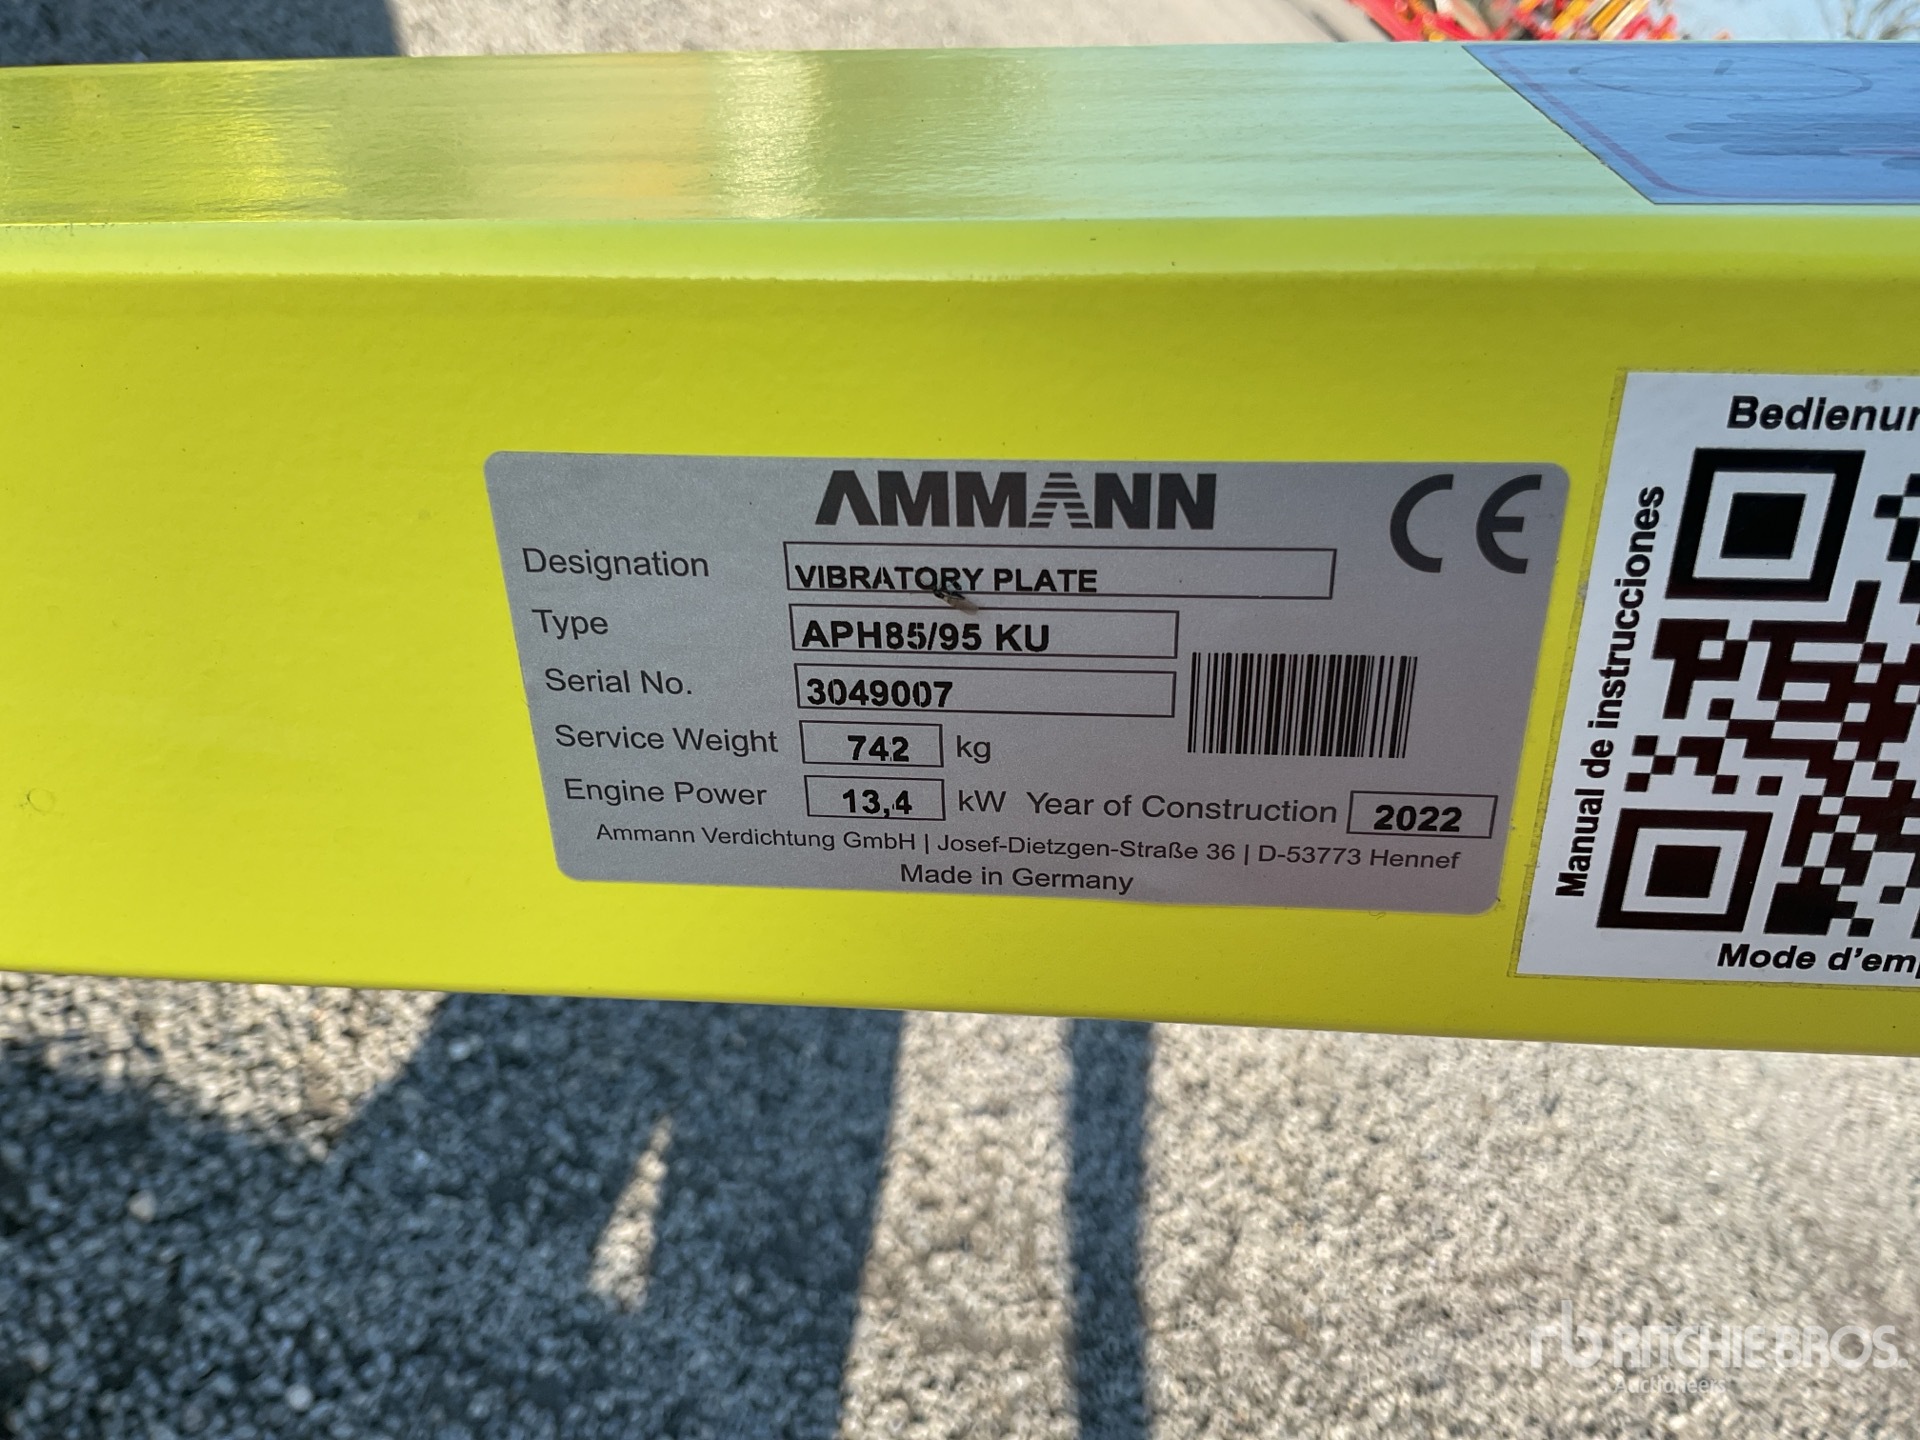 AMMANN
CE
Designation VIBRATORY PLATE
Type APH85/95 KU
Serial No. 3049007
Service Weight 742 kg
Engine Power 13,4 kW Year of Construction 2022
Ammann Verdichtung GmbH | Josef-Dietzgen-Straße 36 | D-53773 Hennef
Made in Germany
Bedienun
Manual de instrucciones
Mode d'emp
rb RITCHIE BROS.
Auctioneers